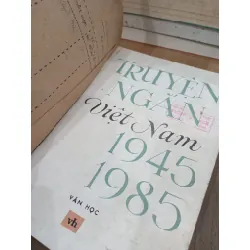 TRUYỆN
NGẮN
Việt Nam
1945
1985
VĂN HỌC
vh